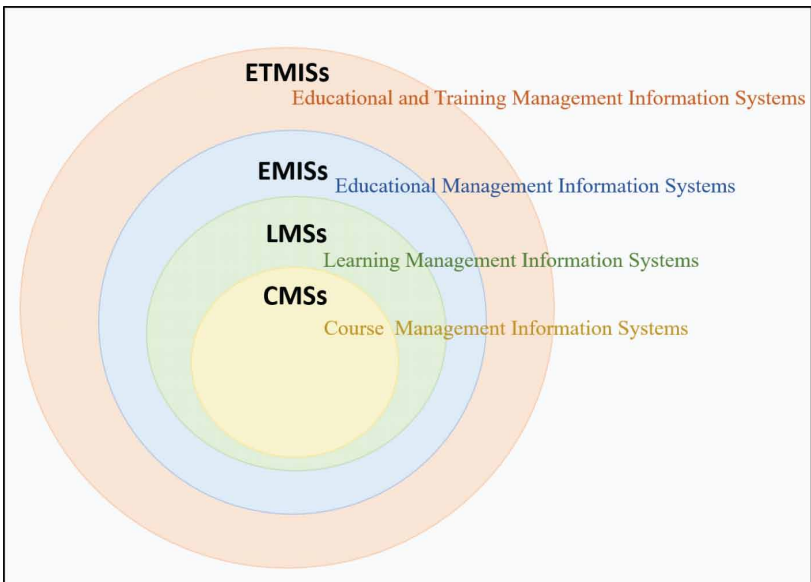 ETMISs
Educational and Training Management Information Systems
EMISs
Educational Management Information Systems
LMSs
Learning Management Information Systems
CMSs
Course Management Information Systems